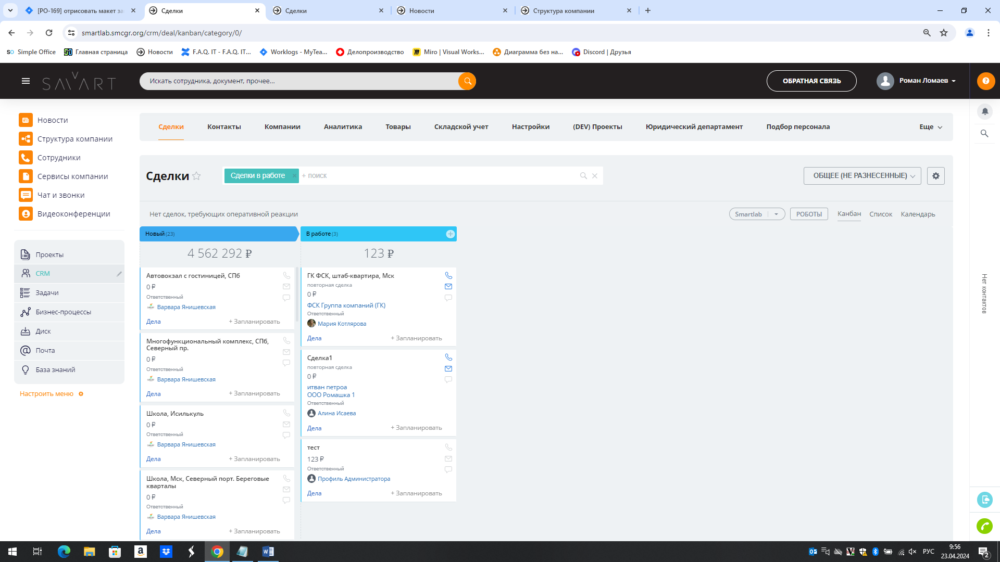 [PO-169] отрисовать макет за
Сделки
Сделки
Новости
Структура компании
smartlab.smcgr.org/crm/deal/kanban/category/0/
Simple Office
Главная страница
Новости
F.A.Q. IT - F.A.Q. IT...
Worklogs - MyTea...
Делопроизводство
Miro | Visual Works...
Диаграмма без на...
Discord | Друзья
SAVART
Искать сотрудника, документ, прочее...
ОБРАТНАЯ СВЯЗЬ
Роман Ломаев
Новости
Структура компании
Сотрудники
Сервисы компании
Чат и звонки
Видеоконференции
Проекты
CRM
Задачи
Бизнес-процессы
Диск
Почта
База знаний
Настроить меню
Сделки
Контакты
Компании
Аналитика
Товары
Складской учет
Настройки
(DEV) Проекты
Юридический департамент
Подбор персонала
Еще
Сделки
Сделки в работе
+ поиск
ОБЩЕЕ (НЕ РАЗНЕСЕННЫЕ)
Нет сделок, требующих оперативной реакции
Smartlab
РОБОТЫ
Канбан
Список
Календарь
Новый (23)
4 562 292 ₽
Автовокзал с гостиницей, СПб
0 ₽
Ответственный
Варвара Янишевская
Дела
+ Запланировать
Многофункциональный комплекс, СПб,
Северный пр.
0 ₽
Ответственный
Варвара Янишевская
Дела
+ Запланировать
Школа, Исилькуль
0 ₽
Ответственный
Варвара Янишевская
Дела
+ Запланировать
Школа, Мск, Северный порт. Береговые
кварталы
0 ₽
Ответственный
Варвара Янишевская
Дела
+ Запланировать
В работе (3)
123 ₽
ГК ФСК, штаб-квартира, Мск
повторная сделка
0 ₽
ФСК Группа компаний (ГК)
Ответственный
Мария Котлярова
Дела
+ Запланировать
Сделка1
повторная сделка
0 ₽
итван петроа
ООО Ромашка 1
Ответственный
Алина Исаева
Дела
+ Запланировать
тест
123 ₽
Ответственный
Профиль Администратора
Дела
+ Запланировать
Нет контактов
РУС
9:56
23.04.2024
2